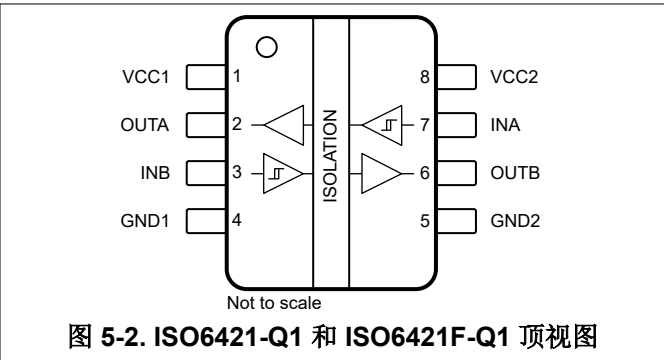 VCC1 1 8 VCC2
OUTA 2 7 INA
INB 3 6 OUTB
GND1 4 5 GND2
ISOLATION
Not to scale
图 5-2. ISO6421-Q1 和 ISO6421F-Q1 顶视图